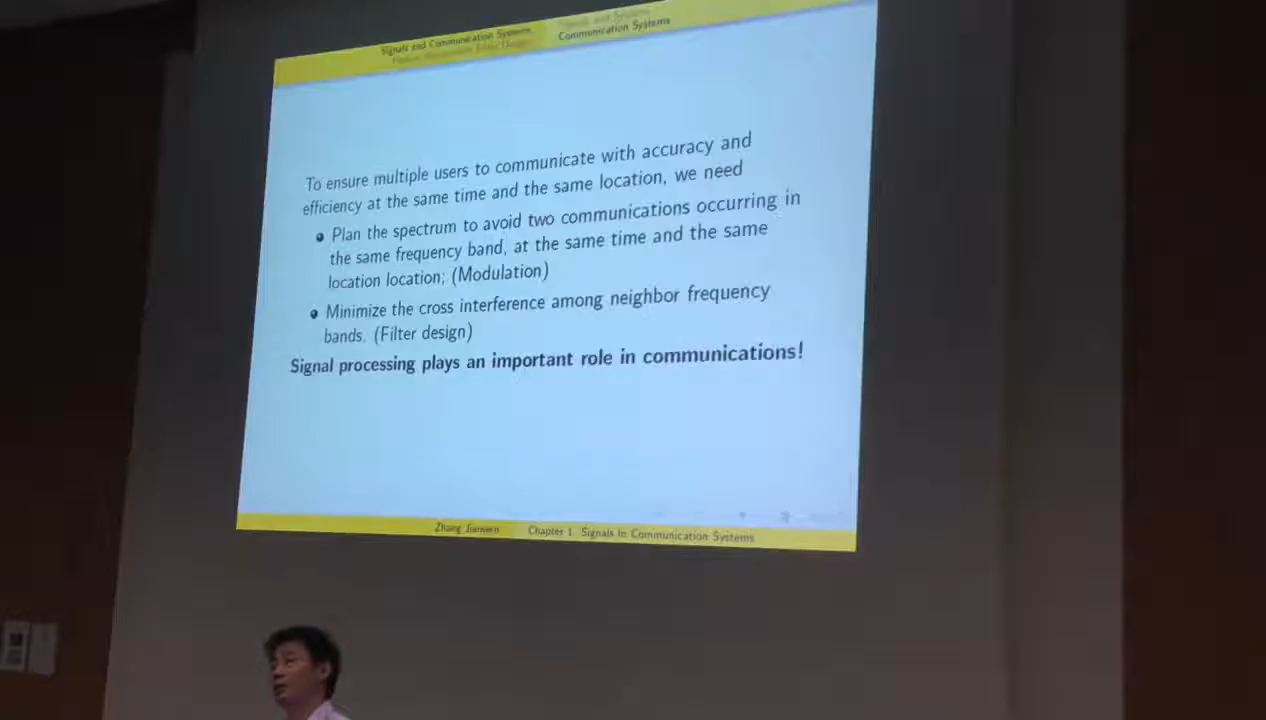 Signals and Communication Systems
Communication Systems
To ensure multiple users to communicate with accuracy and
efficiency at the same time and the same location, we need
Plan the spectrum to avoid two communications occurring in
the same frequency band, at the same time and the same
location location; (Modulation)
Minimize the cross interference among neighbor frequency
bands. (Filter design)
Signal processing plays an important role in communications!
Zhang Jianwen Chapter 1. Signals in Communication Systems